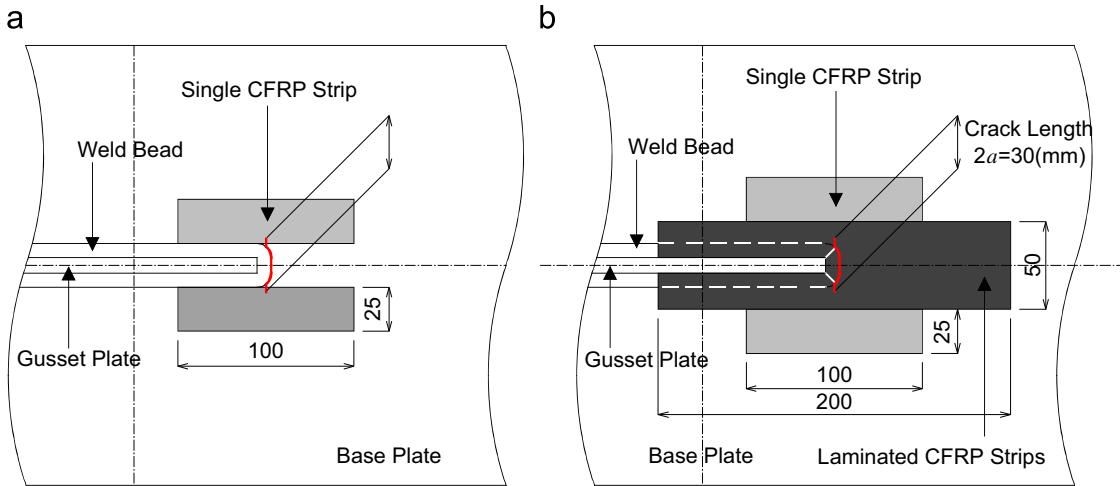 a
Single CFRP Strip
Weld Bead
Gusset Plate
25
100
Base Plate
b
Single CFRP Strip
Crack Length
2a=30(mm)
Weld Bead
50
Gusset Plate
25
100
200
Base Plate
Laminated CFRP Strips